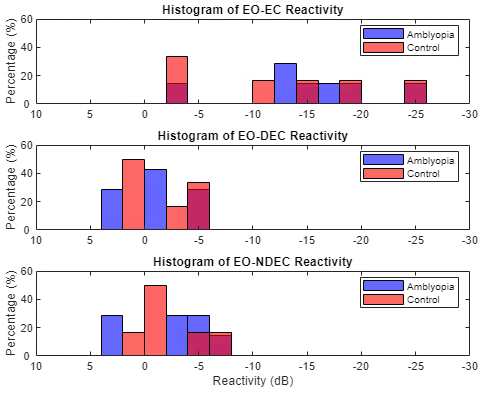 Histogram of EO-EC Reactivity
Percentage (%)
60
40
20
0
Amblyopia
Control
10 5 0 -5 -10 -15 -20 -25 -30
Histogram of EO-DEC Reactivity
Percentage (%)
60
40
20
0
Amblyopia
Control
10 5 0 -5 -10 -15 -20 -25 -30
Histogram of EO-NDEC Reactivity
Percentage (%)
60
40
20
0
Amblyopia
Control
10 5 0 -5 -10 -15 -20 -25 -30
Reactivity (dB)